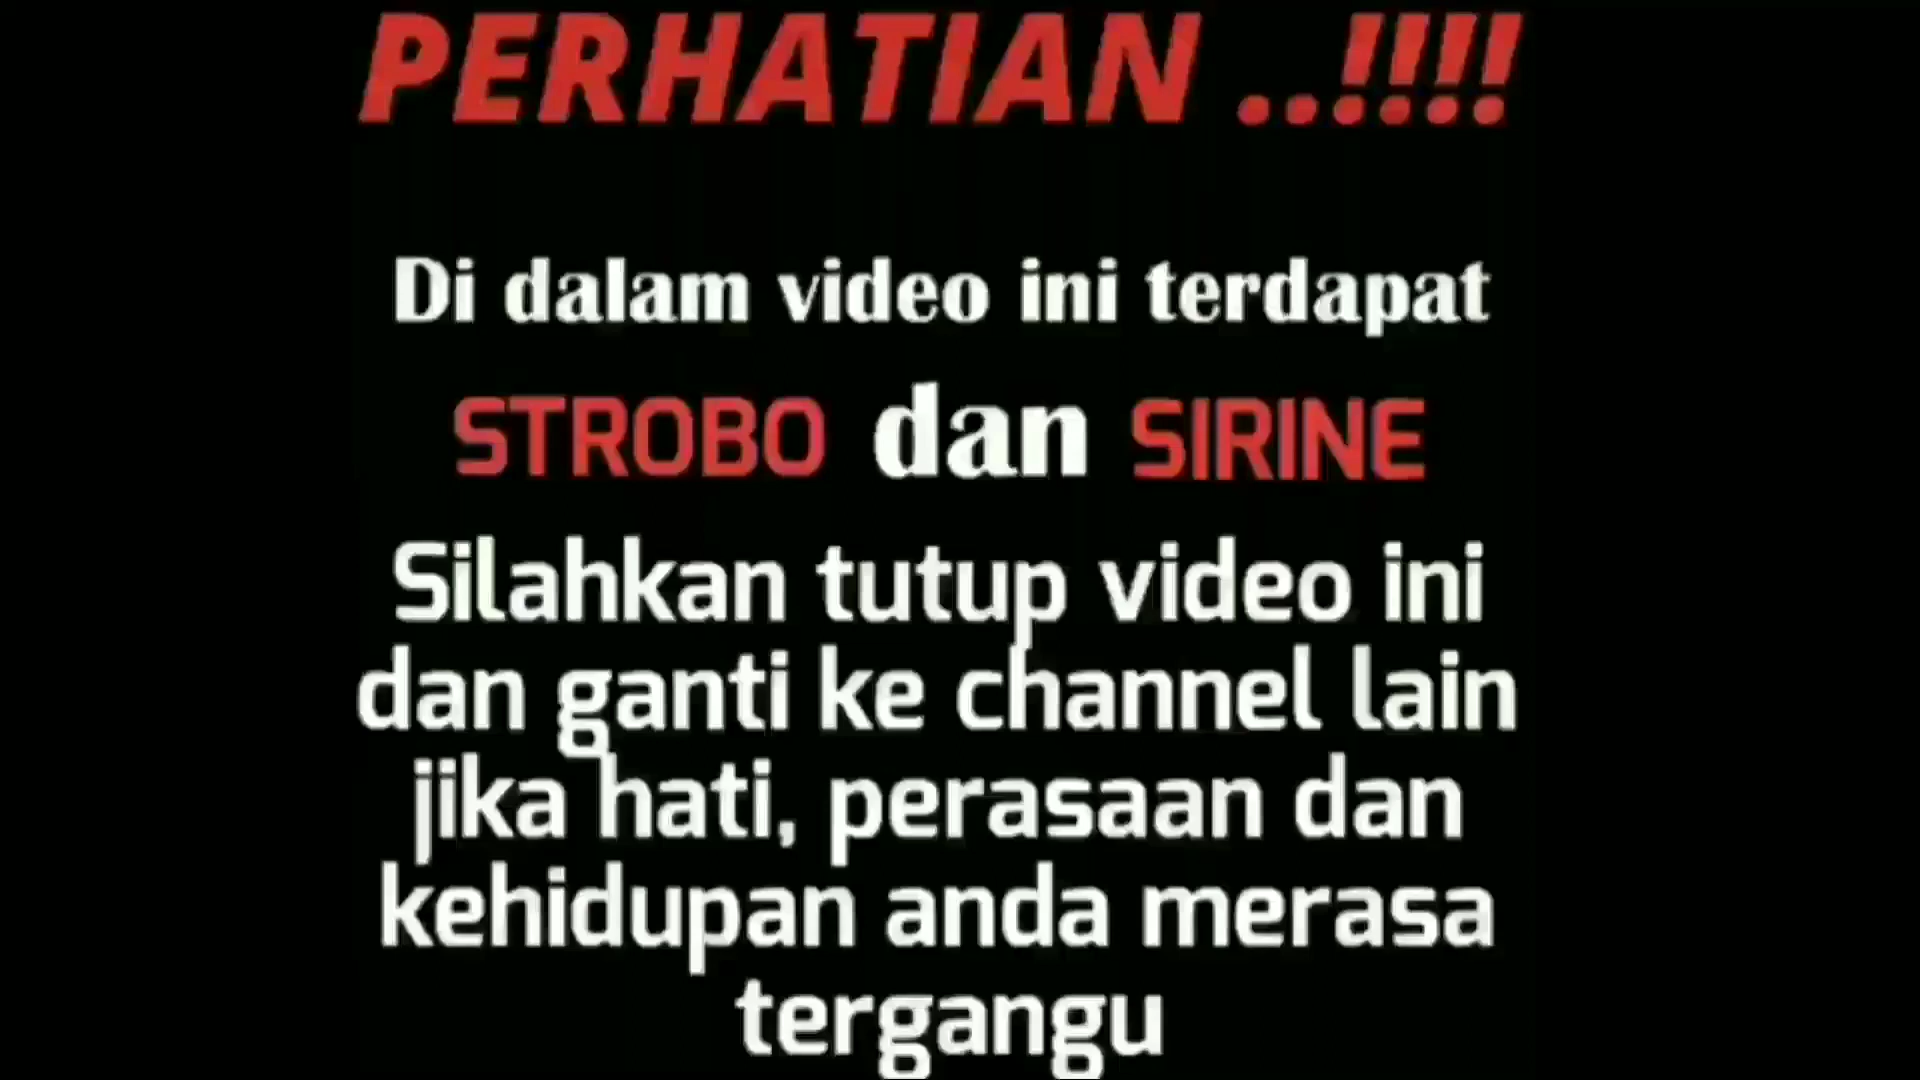 PERHATIAN ..!!!!
Di dalam video ini terdapat
STROBO dan SIRINE
Silahkan tutup video ini
dan ganti ke channel lain
jika hati, perasaan dan
kehidupan anda merasa
tergangu